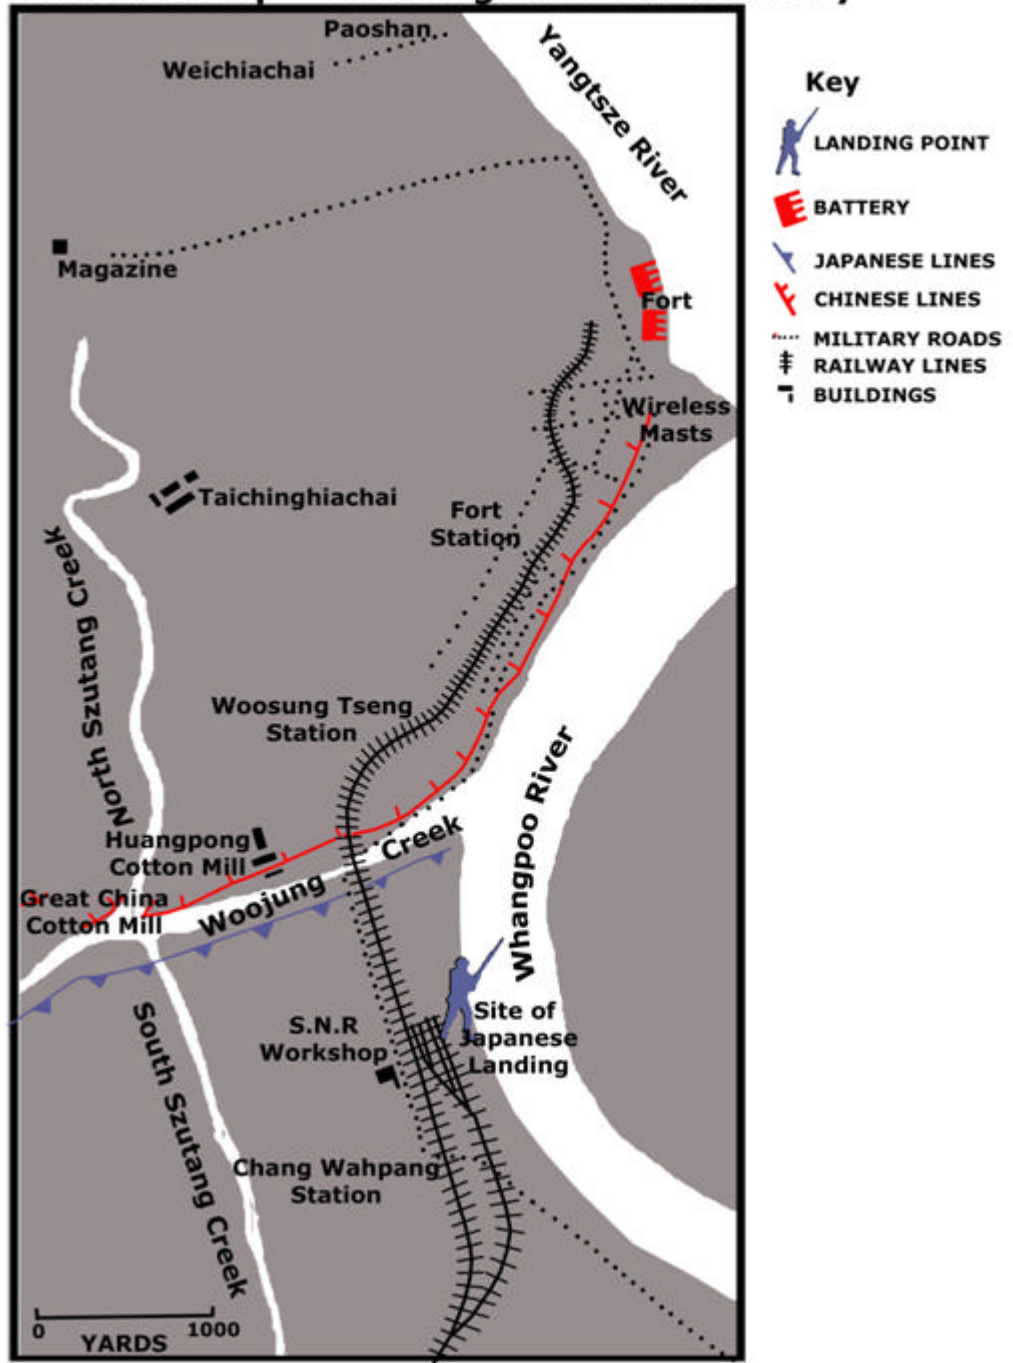 Paoshan
Weichiachai
Yangtsze River
Magazine
Fort
Wireless
Masts
Taichinghiachai
Fort
Station
North Szutang Creek
Woosung Tseng
Station
Whangpoo River
Huangpong
Cotton Mill
Great China
Cotton Mill
Woojung Creek
Site of
Japanese
Landing
S.N.R
Workshop
South Szutang Creek
Chang Wahpang
Station
0 1000
YARDS
Key
LANDING POINT
BATTERY
JAPANESE LINES
CHINESE LINES
MILITARY ROADS
RAILWAY LINES
BUILDINGS